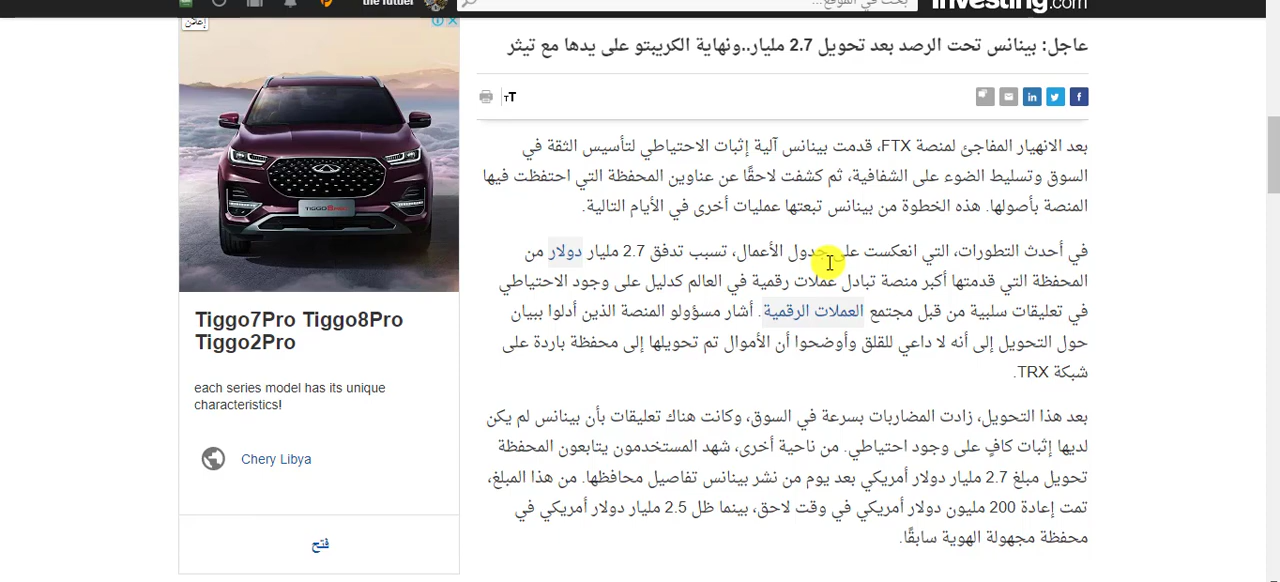 the futuer
بحث في الموقع...
Investing.com
إعلان
عاجل: بينانس تحت الرصد بعد تحويل 2.7 مليار..ونهاية الكريبتو على يدها مع تيثر
بعد الانهيار المفاجئ لمنصة FTX، قدمت بينانس آلية إثبات الاحتياطي لتأسيس الثقة في
السوق وتسليط الضوء على الشفافية، ثم كشفت لاحقًا عن عناوين المحفظة التي احتفظت فيها
المنصة بأصولها. هذه الخطوة من بينانس تبعتها عمليات أخرى في الأيام التالية.
في أحدث التطورات، التي انعكست على جدول الأعمال، تسبب تدفق 2.7 مليار دولار من
المحفظة التي قدمتها أكبر منصة تبادل عملات رقمية في العالم كدليل على وجود الاحتياطي
في تعليقات سلبية من قبل مجتمع العملات الرقمية. أشار مسؤولو المنصة الذين أدلوا ببيان
حول التحويل إلى أنه لا داعي للقلق وأوضحوا أن الأموال تم تحويلها إلى محفظة باردة على
شبكة TRX.
بعد هذا التحويل، زادت المضاربات بسرعة في السوق، وكانت هناك تعليقات بأن بينانس لم يكن
لديها إثبات كافٍ على وجود احتياطي. من ناحية أخرى، شهد المستخدمون يتابعون المحفظة
تحويل مبلغ 2.7 مليار دولار أمريكي بعد يوم من نشر بينانس تفاصيل محافظها. من هذا المبلغ،
تمت إعادة 200 مليون دولار أمريكي في وقت لاحق، بينما ظل 2.5 مليار دولار أمريكي في
محفظة مجهولة الهوية سابقًا.
TIGGO8PRO
Tiggo7Pro Tiggo8Pro
Tiggo2Pro
each series model has its unique
characteristics!
Chery Libya
فتح